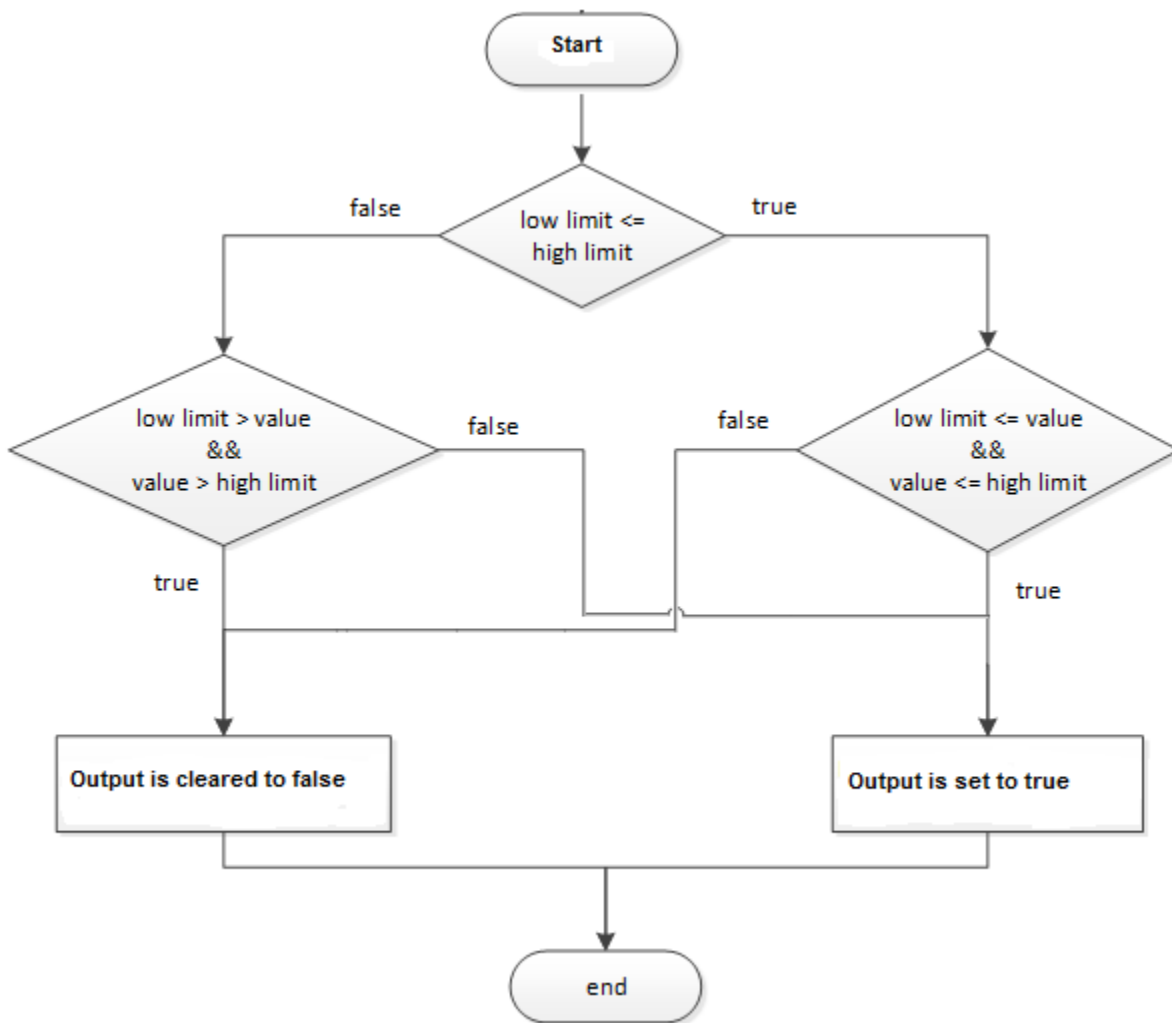 Start
false
true
low limit <=
high limit
low limit > value
&&
value > high limit
false
false
low limit <= value
&&
value <= high limit
true
true
Output is cleared to false
Output is set to true
end